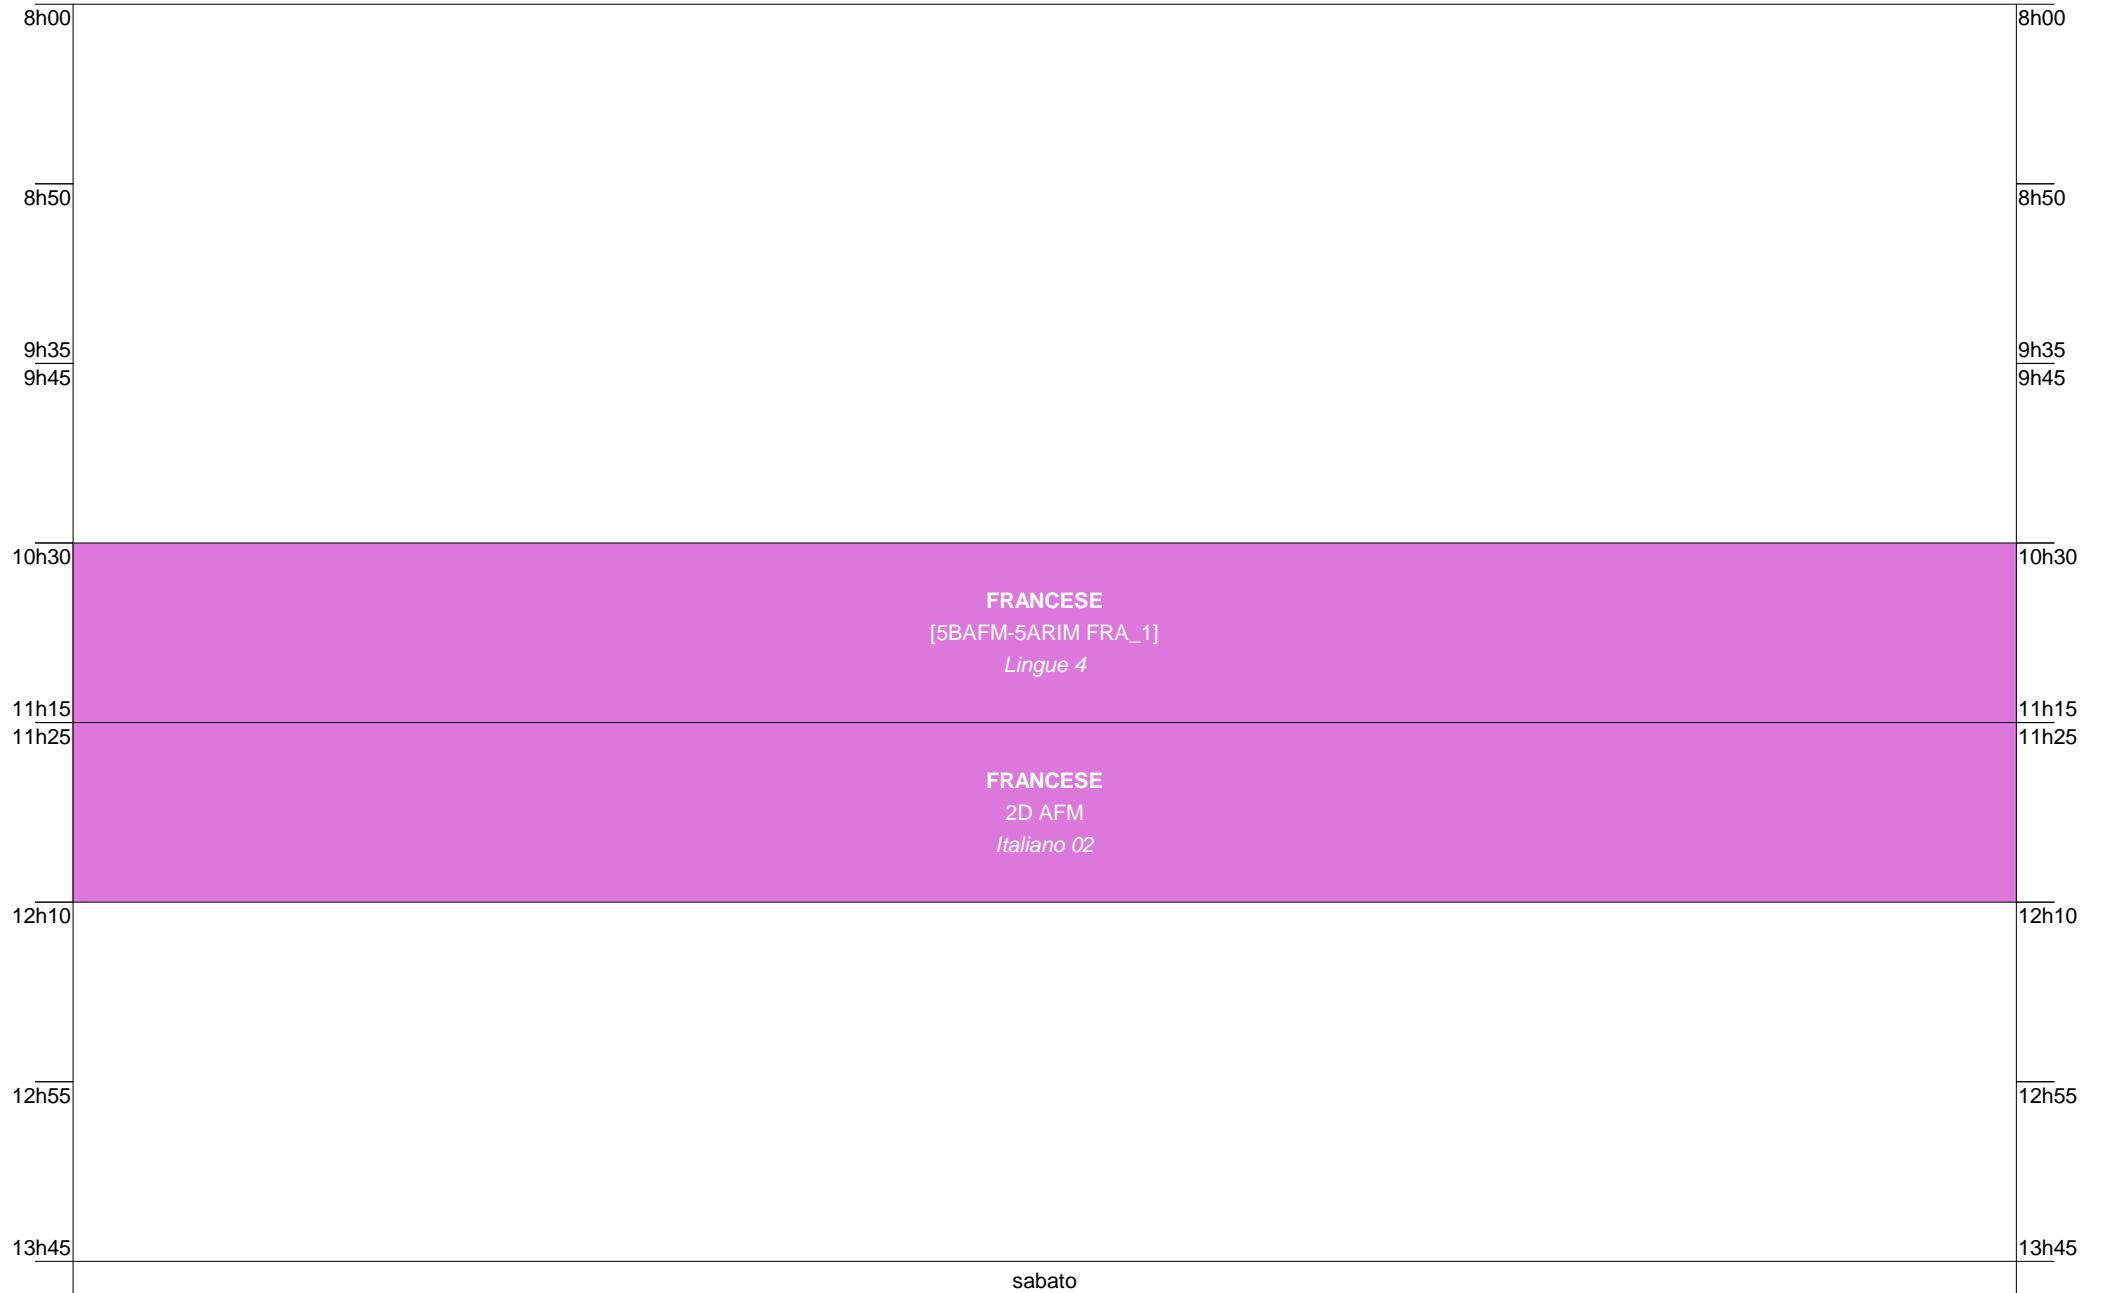 8h00 8h00
8h50 8h50
9h35 9h35
9h45 9h45
10h30 10h30
FRANCESE
[5BAFM-5ARIM FRA_1]
Lingue 4
11h15 11h15
11h25 11h25
FRANCESE
2D AFM
Italiano 02
12h10 12h10
12h55 12h55
13h45 13h45
sabato